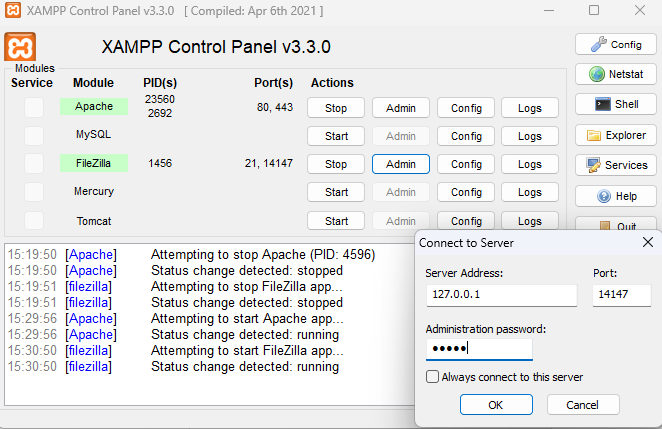 XAMPP Control Panel v3.3.0 [ Compiled: Apr 6th 2021 ]
XAMPP Control Panel v3.3.0
Config
Modules
Service Module PID(s) Port(s) Actions
Netstat
Apache 23560 2692 80, 443 Stop Admin Config Logs
Shell
MySQL Start Admin Config Logs
Explorer
FileZilla 1456 21, 14147 Stop Admin Config Logs
Services
Mercury Start Admin Config Logs
Help
Tomcat Start Admin Config Logs
Quit
15:19:50 [Apache] Attempting to stop Apache (PID: 4596)
15:19:50 [Apache] Status change detected: stopped
15:19:51 [filezilla] Attempting to stop FileZilla app...
15:19:51 [filezilla] Status change detected: stopped
15:29:56 [Apache] Attempting to start Apache app...
15:29:56 [Apache] Status change detected: running
15:30:50 [filezilla] Attempting to start FileZilla app...
15:30:50 [filezilla] Status change detected: running
Connect to Server
Server Address: Port:
127.0.0.1 14147
Administration password:
●●●●●
Always connect to this server
OK Cancel